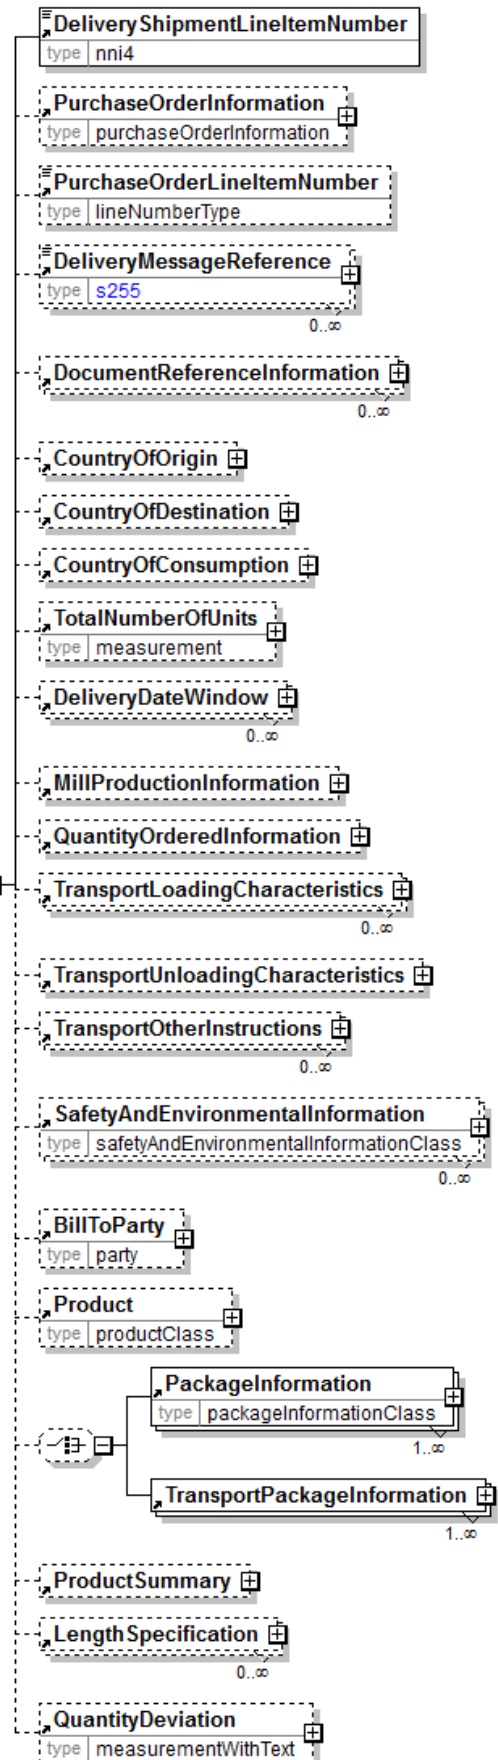 DeliveryShipmentLineItemNumber
type nni4
PurchaseOrderInformation
type purchaseOrderInformation
PurchaseOrderLineItemNumber
type lineNumberType
DeliveryMessageReference
type s255
0..∞
DocumentReferenceInformation
0..∞
CountryOfOrigin
CountryOfDestination
CountryOfConsumption
TotalNumberOfUnits
type measurement
DeliveryDateWindow
0..∞
MillProductionInformation
QuantityOrderedInformation
TransportLoadingCharacteristics
0..∞
TransportUnloadingCharacteristics
TransportOtherInstructions
0..∞
SafetyAndEnvironmentalInformation
type safetyAndEnvironmentalInformationClass
0..∞
BillToParty
type party
Product
type productClass
PackageInformation
type packageInformationClass
1..∞
TransportPackageInformation
1..∞
ProductSummary
LengthSpecification
0..∞
QuantityDeviation
type measurementWithText